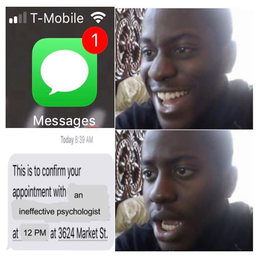 T-Mobile
1
Messages
Today 8:39 AM
This is to confirm your
appointment with an
ineffective psychologist
at 12 PM at 3624 Market St.